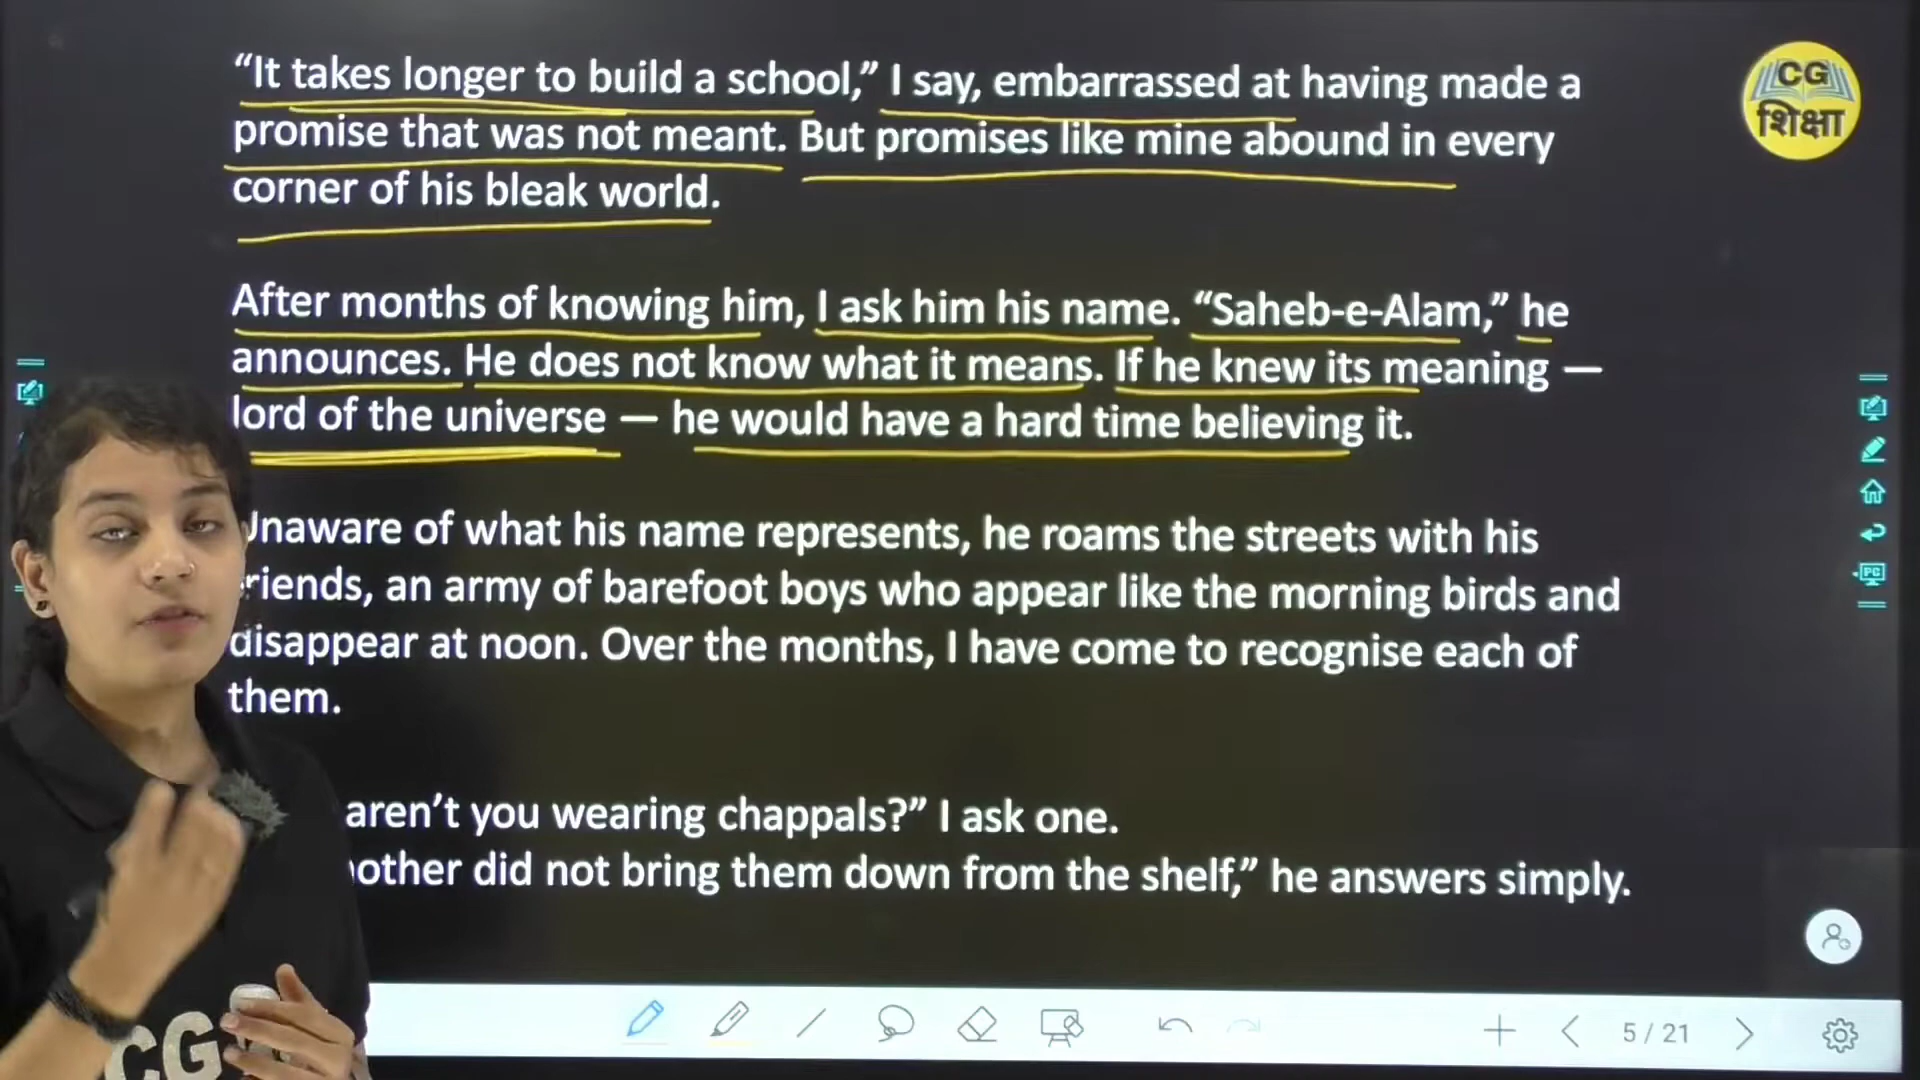 “It takes longer to build a school,” I say, embarrassed at having made a
promise that was not meant. But promises like mine abound in every
corner of his bleak world.
After months of knowing him, I ask him his name. “Saheb-e-Alam,” he
announces. He does not know what it means. If he knew its meaning —
lord of the universe — he would have a hard time believing it.
Unaware of what his name represents, he roams the streets with his
friends, an army of barefoot boys who appear like the morning birds and
disappear at noon. Over the months, I have come to recognise each of
them.
aren’t you wearing chappals?” I ask one.
mother did not bring them down from the shelf,” he answers simply.
CG
शिक्षा
PC
CG
5 / 21